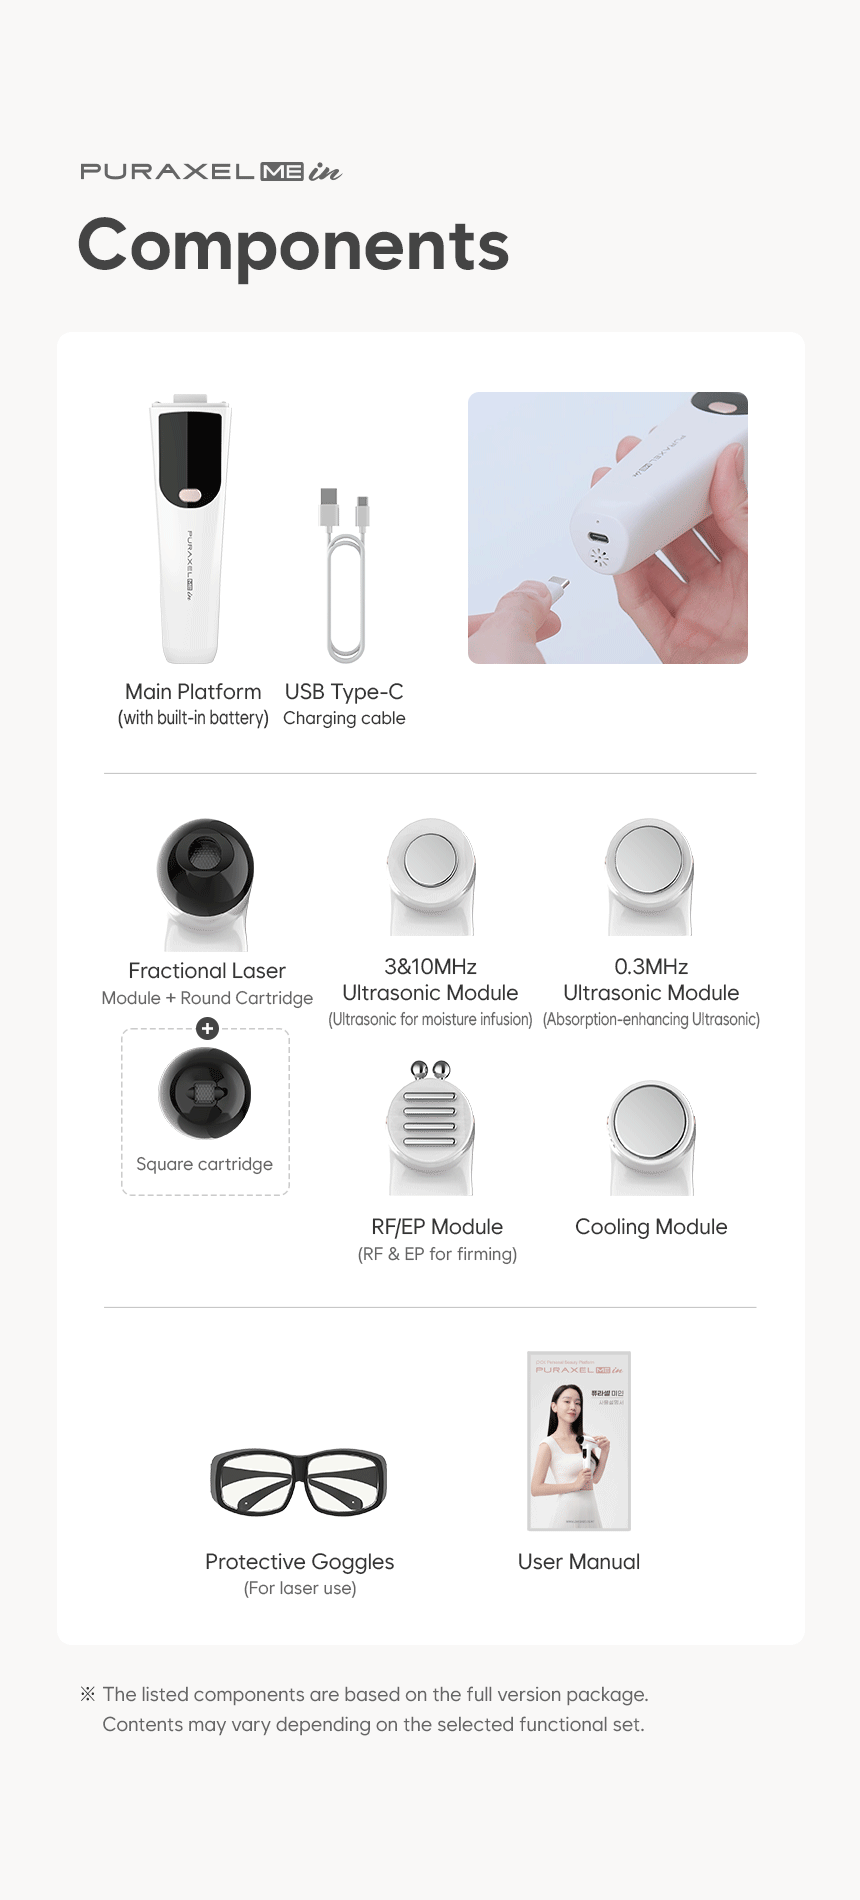 PURAXEL ME in
Components
PURAXEL ME in
PURAXEL ME in
Main Platform
(with built-in battery)
USB Type-C
Charging cable
Fractional Laser
Module + Round Cartridge
+
Square cartridge
3&10MHz
Ultrasonic Module
(Ultrasonic for moisture infusion)
0.3MHz
Ultrasonic Module
(Absorption-enhancing Ultrasonic)
RF/EP Module
(RF & EP for firming)
Cooling Module
PURAXEL ME in
퓨라셀 미인
사용설명서
Protective Goggles
(For laser use)
User Manual
※ The listed components are based on the full version package.
Contents may vary depending on the selected functional set.